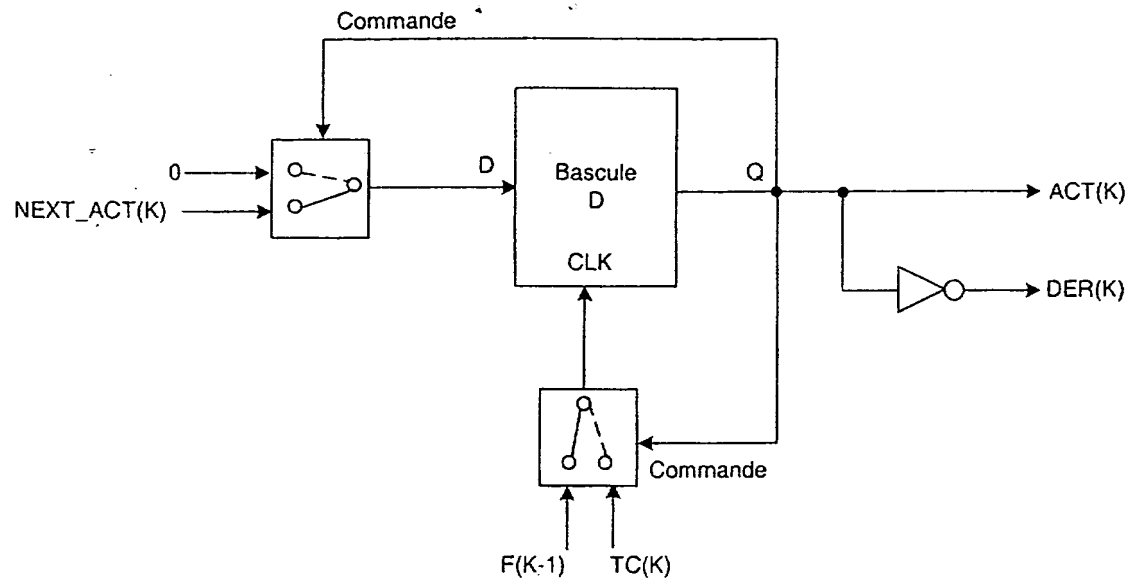 Commande
0
NEXT_ACT(K)
D
Bascule
D
CLK
Q
ACT(K)
DER(K)
Commande
F(K-1)
TC(K)